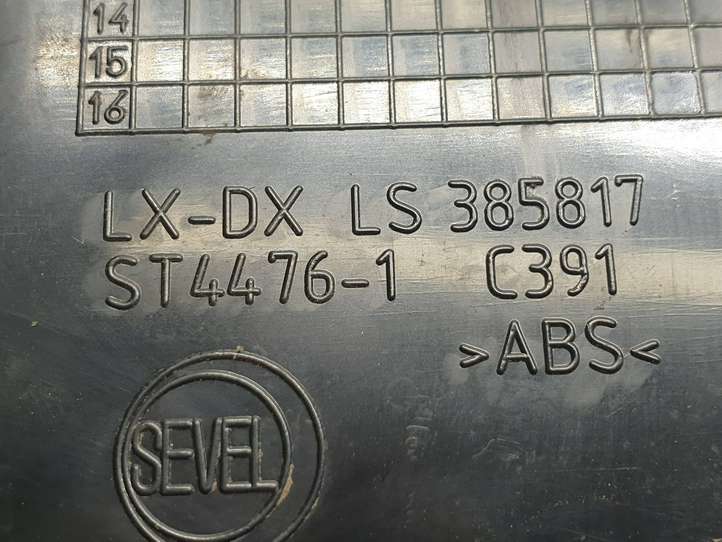 14
15
16
LX-DX LS 385817
ST4476-1 C391
>ABS<
SEVEL